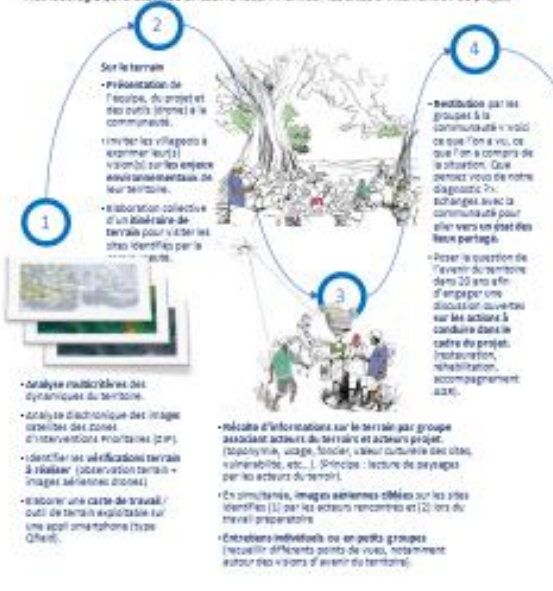 1
• Analyse multicritères des
dynamiques du territoire.
• Analyse diachronique des images
satellites des zones
d'Interventions Prioritaires (ZIP).
• Identifier les vérifications terrain
à réaliser (observation terrain +
images aériennes drones)
• Elaborer une carte de travail /
outil de terrain exploitable sur
une appli smartphone (type
Qfield).
2
Sur le terrain
• Présentation de
l'equipe, du projet et
des outils (drone) a la
communauté.
• Inviter les villageois à
exprimer leur(s)
vision(s) sur les enjeux
environnementaux de
leur territoire.
• Elaboration collective
d'un itinéraire de
terrain pour visiter les
sites identifiés par la
3
• Récolte d'informations sur le terrain par groupe
associant acteurs du terroirs et acteurs projet.
(toponymie, usage, foncier, valeur culturelle des sites,
vulnérabilité, etc...). (Principe : lecture de paysages
par les acteurs du terroir).
• En simultanée, images aériennes ciblées sur les sites
identifiés (1) par les acteurs rencontrés et (2) lors du
travail préparatoire
• Entretiens individuels ou en petits groupes
(recueillir différents points de vues, notamment
autour des visions d'avenir du territoire).
4
• Restitution par les
groupes à la
communauté « voici
ce que l'on a vu, ce
que l'on a compris de
la situation. Que
pensez vous de notre
diagnostic ?».
Echanges avec la
communauté pour
aller vers un état des
lieux partagé.
• Poser la question de
l'avenir du territoire
dans 20 ans afin
d'engager une
discussion ouvertes
sur les actions à
conduire dans le
cadre du projet.
(restauration,
réhabilitation,
accompagnement